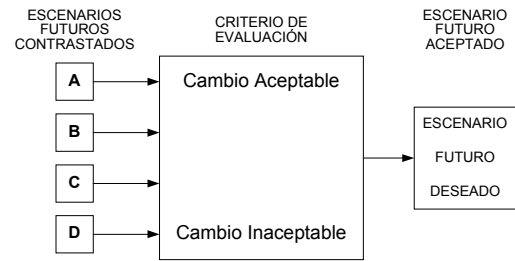 ESCENARIOS
FUTUROS
CONTRASTADOS
CRITERIO DE
EVALUACIÓN
ESCENARIO
FUTURO
ACEPTADO
A
B
C
D
Cambio Aceptable
Cambio Inaceptable
ESCENARIO
FUTURO
DESEADO